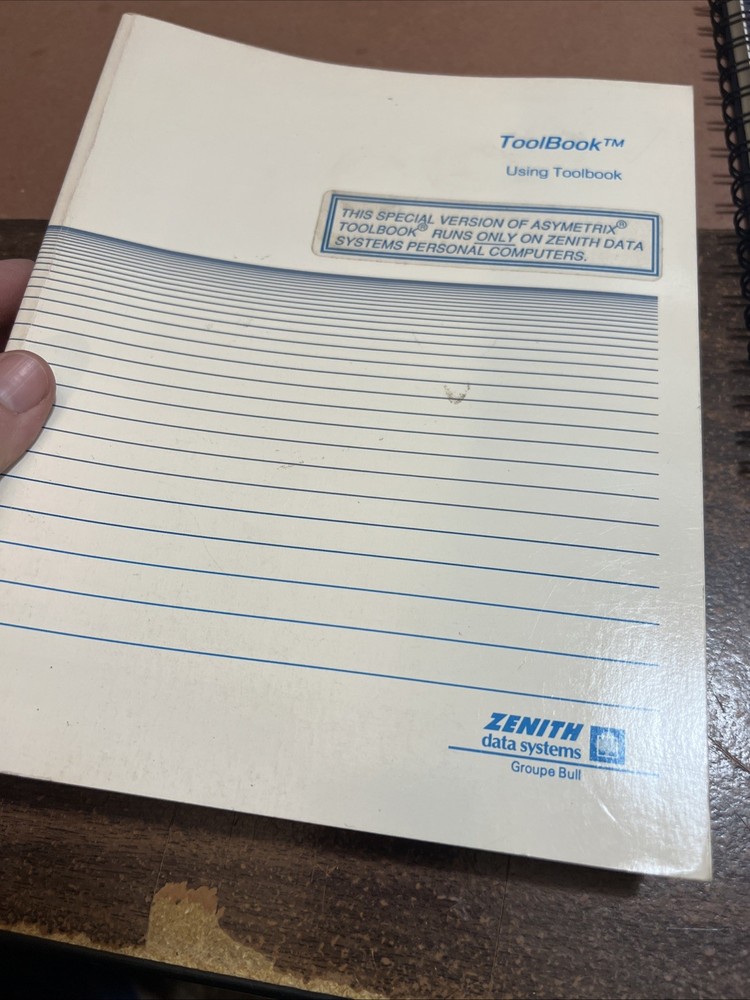 ToolBook™
Using Toolbook
THIS SPECIAL VERSION OF ASYMETRIX®
TOOLBOOK® RUNS ONLY ON ZENITH DATA
SYSTEMS PERSONAL COMPUTERS.
ZENITH
data systems
Groupe Bull